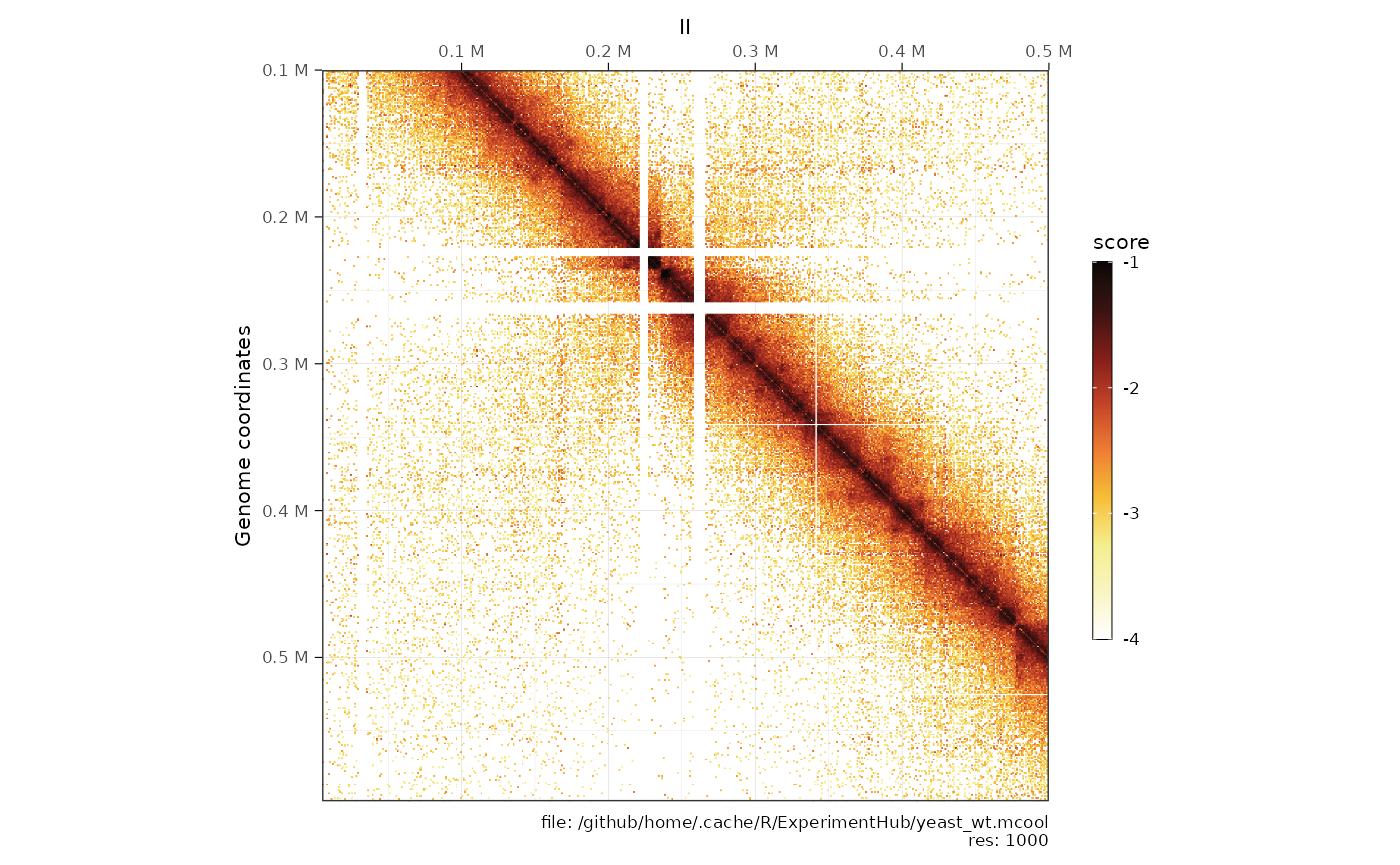 II
0.1 M 0.2 M 0.3 M 0.4 M 0.5 M
0.1 M
0.2 M
0.3 M
0.4 M
0.5 M
Genome coordinates
score
-1
-2
-3
-4
file: /github/home/.cache/R/ExperimentHub/yeast_wt.mcool
res: 1000